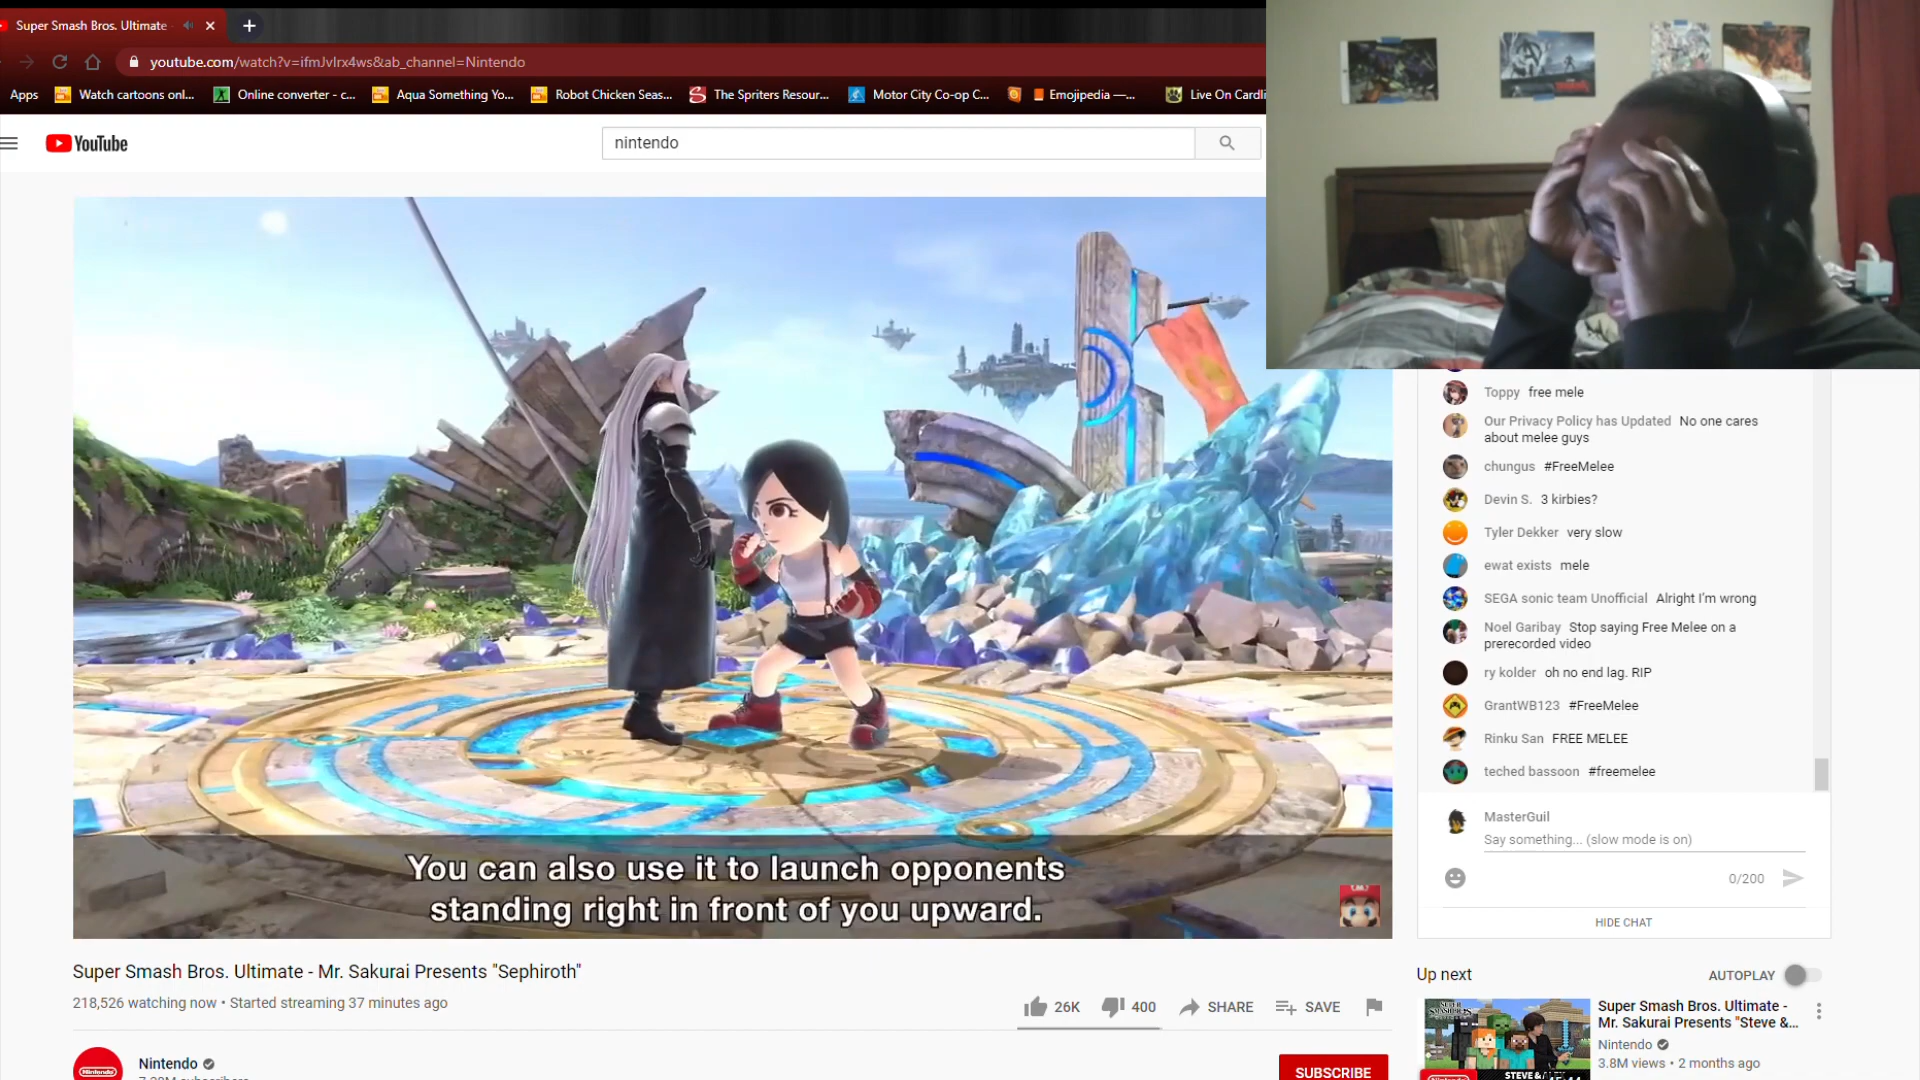 Super Smash Bros. Ultimate
youtube.com/watch?v=ifmJvlrx4ws&ab_channel=Nintendo
Apps Watch cartoons onl... Online converter - c... Aqua Something Yo... Robot Chicken Seas... The Spriters Resour... Motor City Co-op C... Emojipedia —... Live On Cardli
YouTube
nintendo
Toppy free mele
Our Privacy Policy has Updated No one cares
about melee guys
chungus #FreeMelee
Devin S. 3 kirbies?
Tyler Dekker very slow
ewat exists mele
SEGA sonic team Unofficial Alright I'm wrong
Noel Garibay Stop saying Free Melee on a
prerecorded video
ry kolder oh no end lag. RIP
GrantWB123 #FreeMelee
Rinku San FREE MELEE
teched bassoon #freemelee
MasterGuil
Say something... (slow mode is on)
0/200
HIDE CHAT
You can also use it to launch opponents
standing right in front of you upward.
Super Smash Bros. Ultimate - Mr. Sakurai Presents "Sephiroth"
218,526 watching now • Started streaming 37 minutes ago
26K 400 SHARE SAVE
Nintendo
SUBSCRIBE
Up next AUTOPLAY
Super Smash Bros. Ultimate -
Mr. Sakurai Presents "Steve &...
Nintendo
3.8M views • 2 months ago